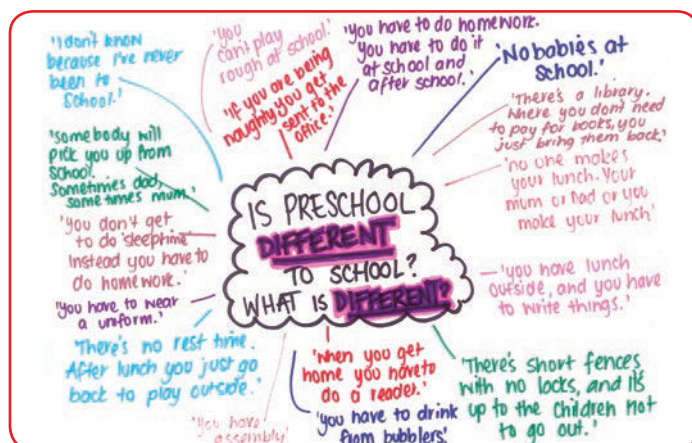 'I don't know
because I've never
been to
School.'
'you
can't play
rough at school.'
'If you are being
naughty you get
sent to the
office.'
'you have to do homework.
you have to do it
at school and
after school.'
'No babies at
school.'
'There's a library.
Where you dont need
to pay for books, you
just bring them back.'
'no one makes
your lunch. Your
mum or dad or you
make your lunch'
'you have lunch
outside, and you have
to write things.'
'There's short fences
with no locks, and its
up to the children not
to go out.'
'When you get
home you have to
do a reader.'
'you have to drink
from bubblers.'
'You have
assembly'
'There's no rest time.
After lunch you just go
back to play outside.'
'you have to wear
a uniform.'
'You don't get
to do 'sleeptime'
Instead you have to
do homework.'
'somebody will
pick you up from
School.
Sometimes dad,
sometimes mum.'
IS PRESCHOOL
DIFFERENT
TO SCHOOL?
WHAT IS DIFFERENT?